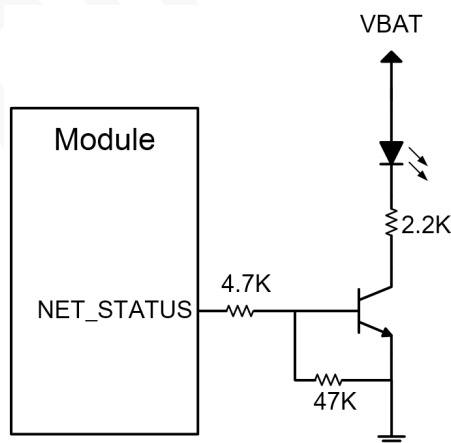 VBAT
Module
2.2K
4.7K
NET_STATUS
47K